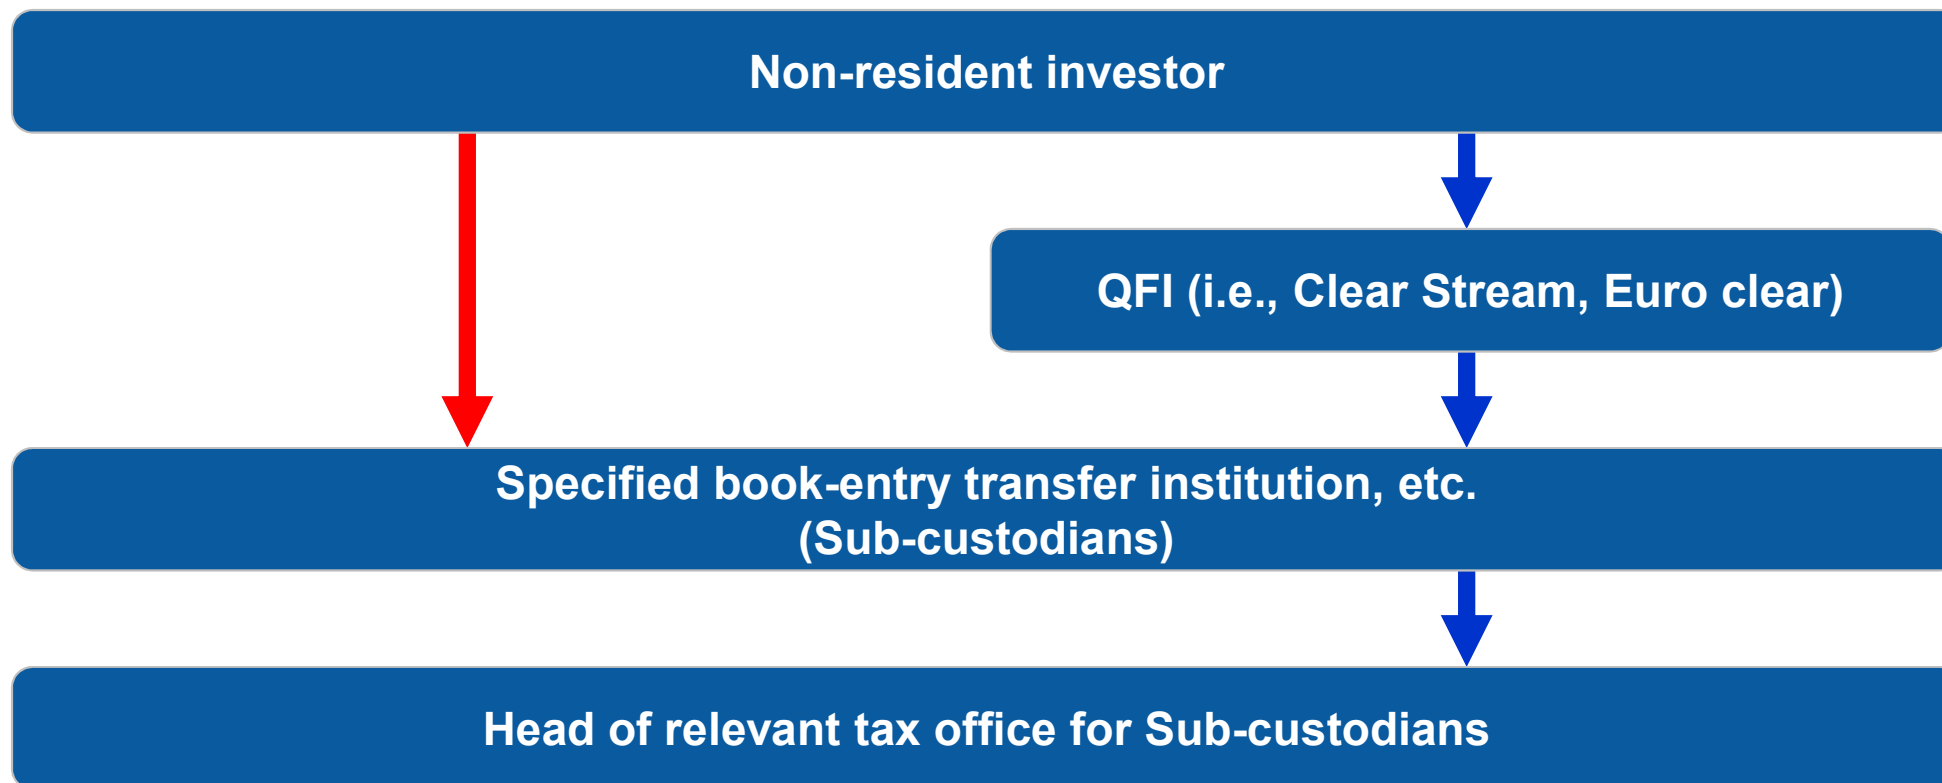 Non-resident investor
QFI (i.e., Clear Stream, Euro clear)
Specified book-entry transfer institution, etc.
(Sub-custodians)
Head of relevant tax office for Sub-custodians